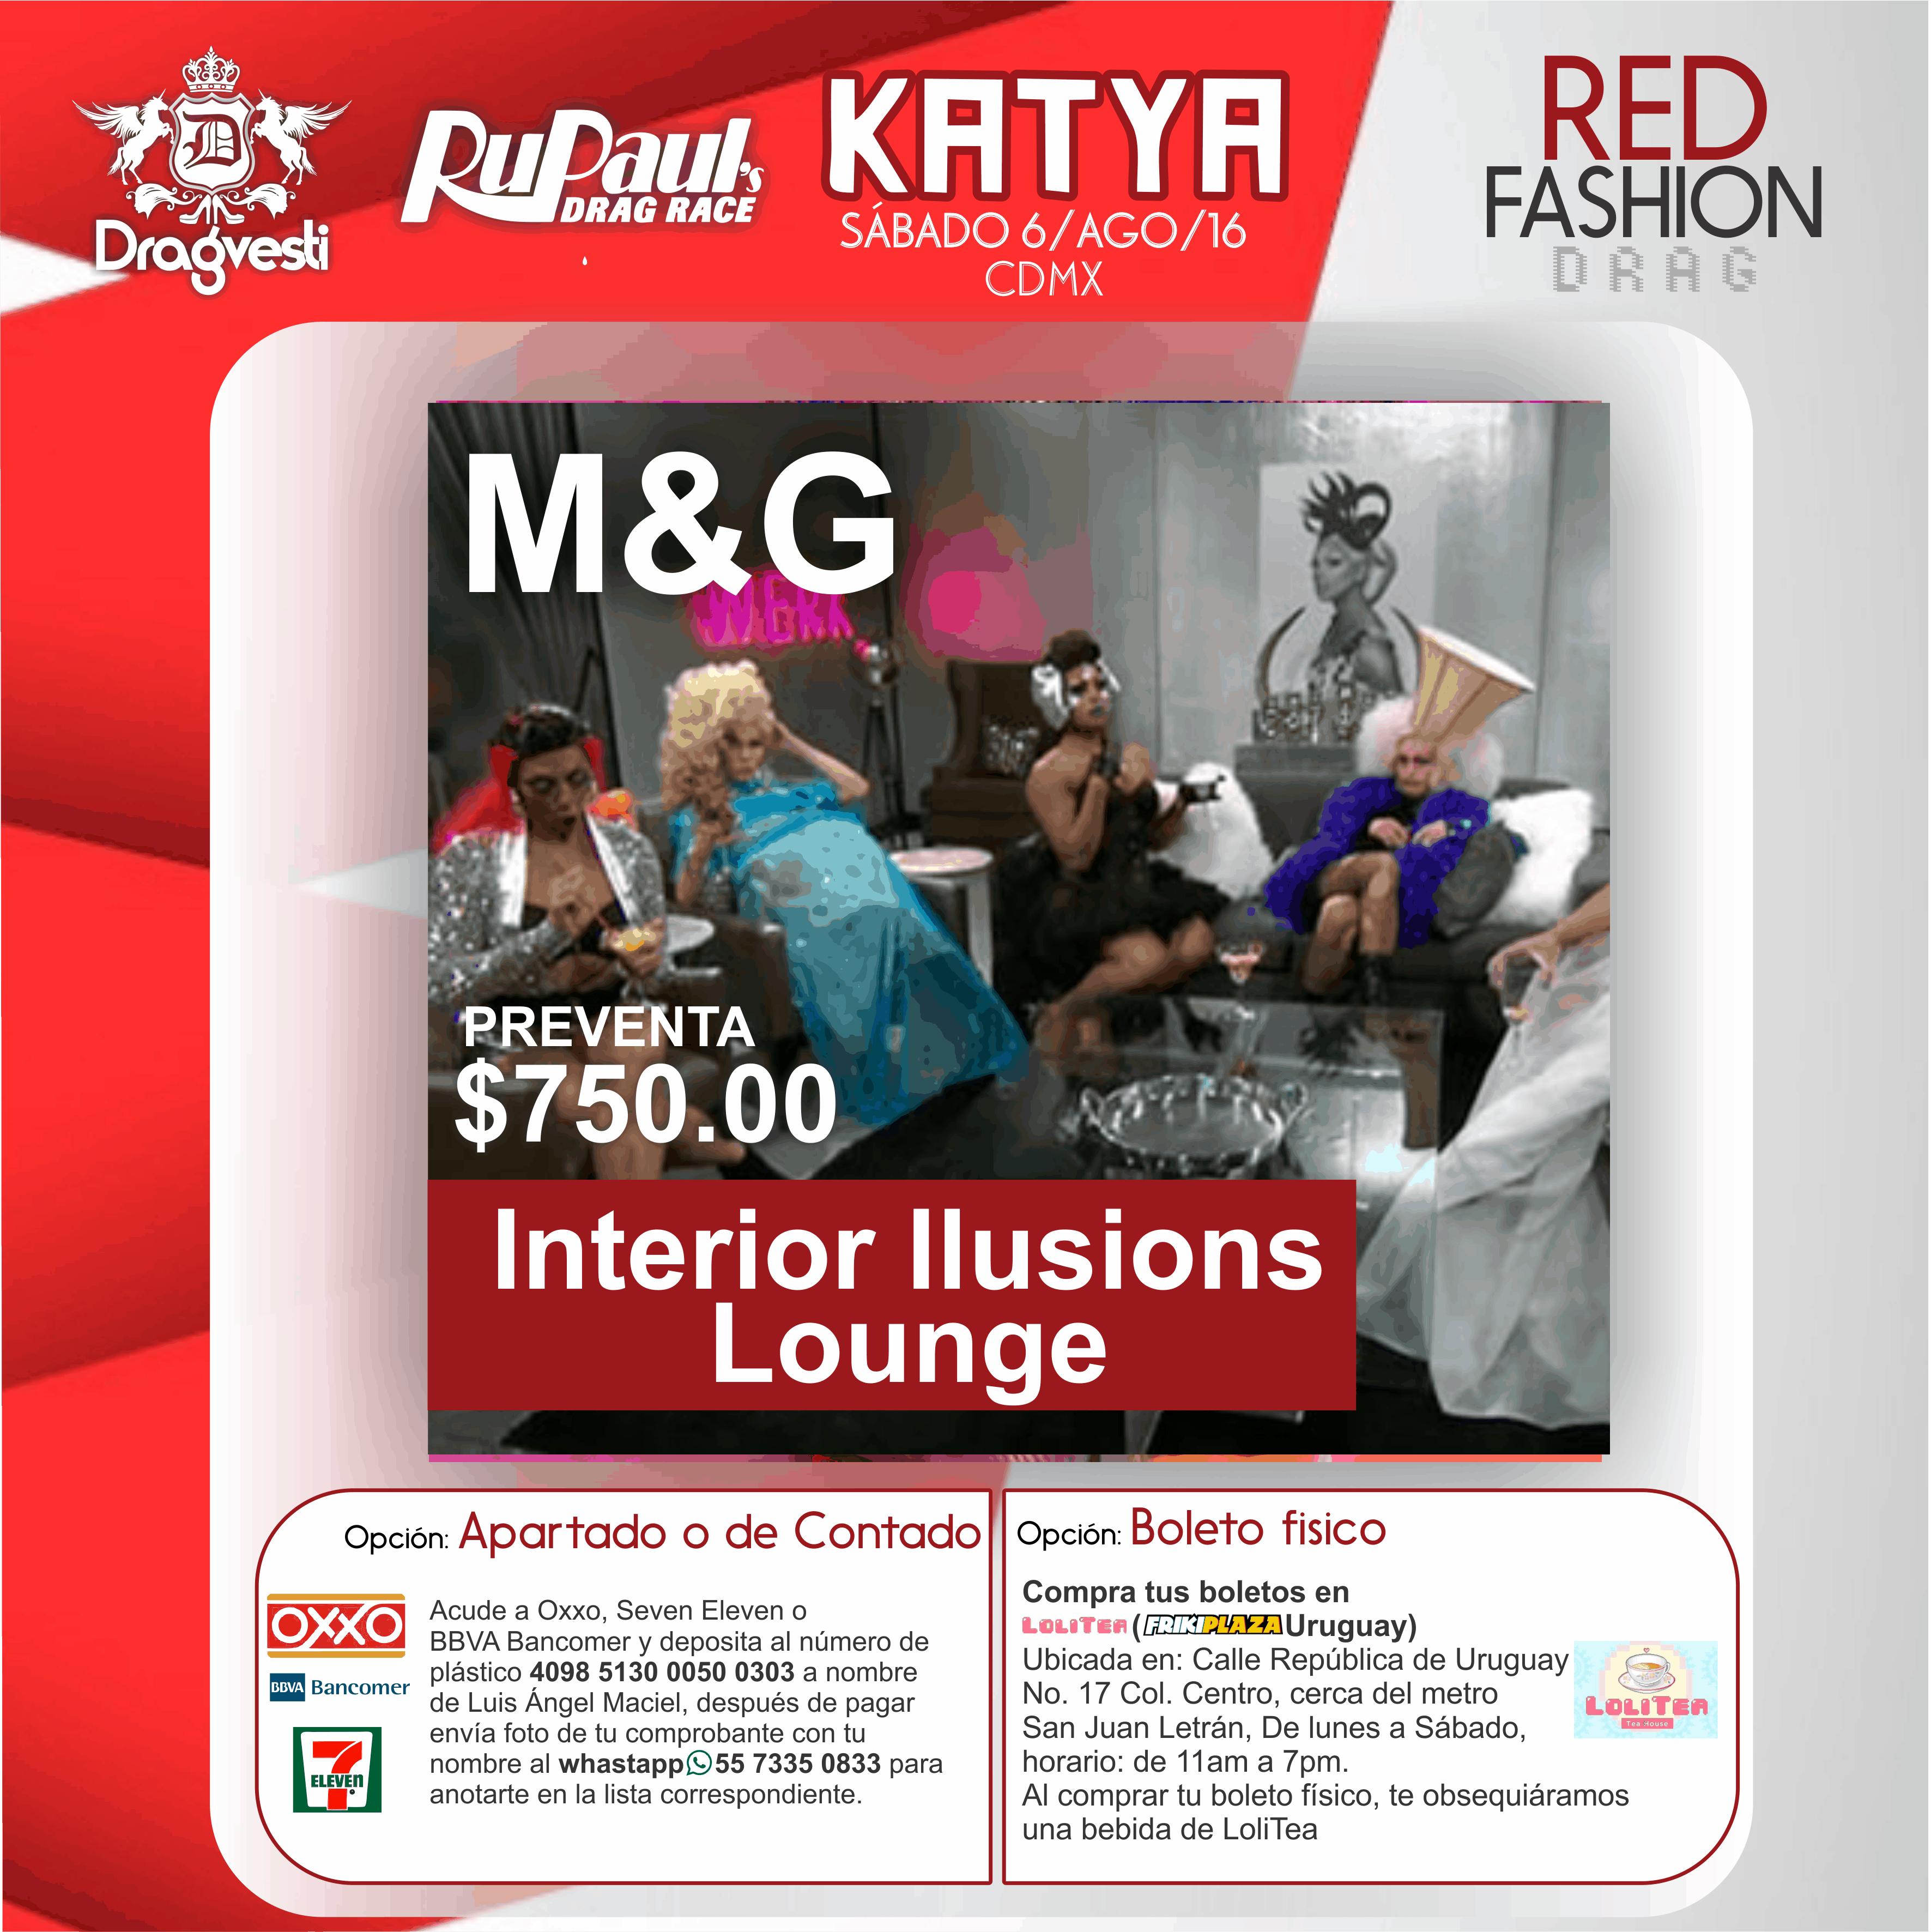 Dragvesti
RuPaul's
DRAG RACE
KATYA
SÁBADO 6/AGO/16
CDMX
RED
FASHION
DRAG
M&G
WERK
PREVENTA
$750.00
Interior Ilusions
Lounge
Opción: Apartado o de Contado
OXXO
BBVA Bancomer
7
ELEVEn
Acude a Oxxo, Seven Eleven o
BBVA Bancomer y deposita al número de
plástico 4098 5130 0050 0303 a nombre
de Luis Ángel Maciel, después de pagar
envía foto de tu comprobante con tu
nombre al whastapp 55 7335 0833 para
anotarte en la lista correspondiente.
Opción: Boleto fisico
Compra tus boletos en
LOLITEA (FRIKIPLAZA Uruguay)
Ubicada en: Calle República de Uruguay
No. 17 Col. Centro, cerca del metro
San Juan Letrán, De lunes a Sábado,
horario: de 11am a 7pm.
Al comprar tu boleto físico, te obsequiáramos
una bebida de LoliTea
LOLITEA
Tea House